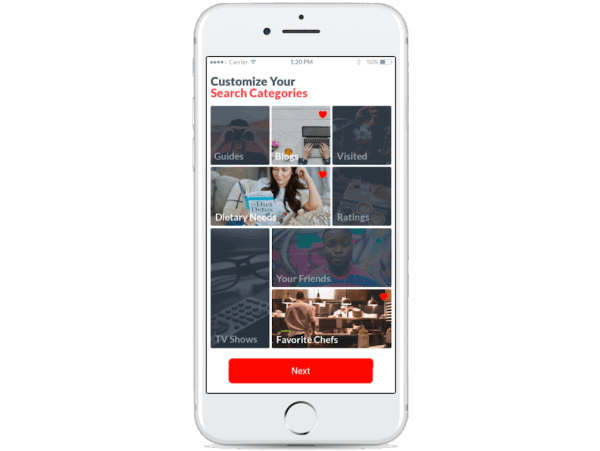 Carrier 1:20 PM 50%
Customize Your
Search Categories
Guides Blogs Visited
Dietary Needs Ratings
Your Friends
TV Shows Favorite Chefs
Next